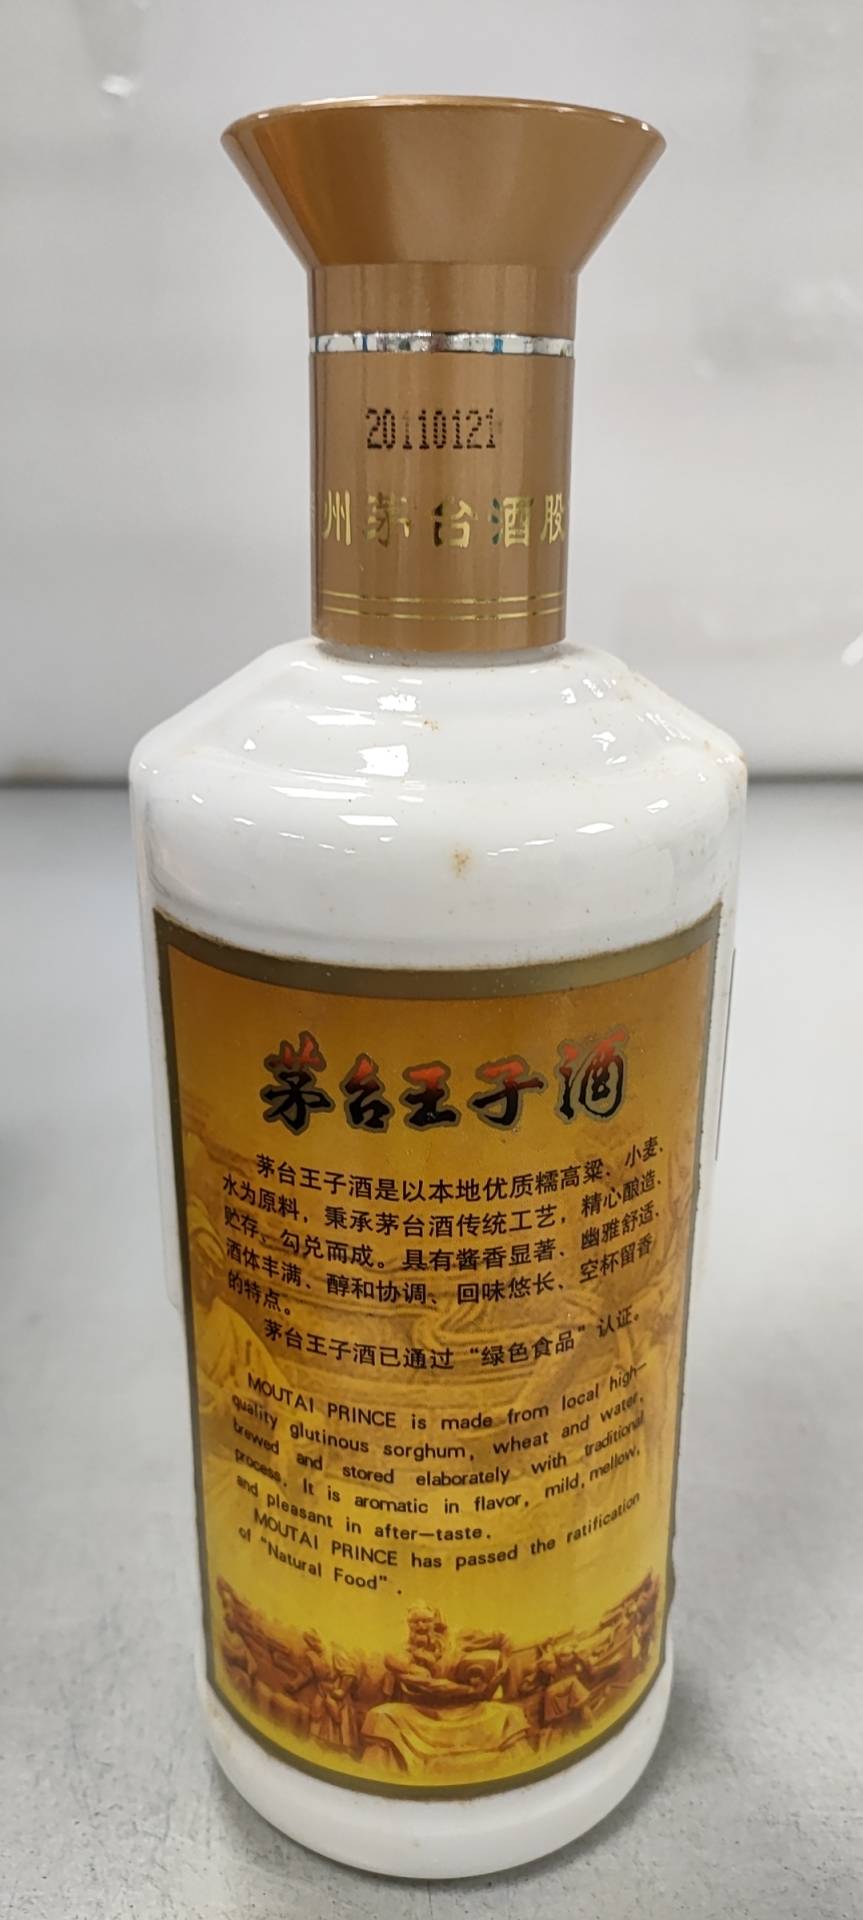 20110121
州茅台酒股
茅台王子酒
茅台王子酒是以本地优质糯高粱、小麦、
水为原料，秉承茅台酒传统工艺，精心酿造、
贮存、勾兑而成。具有酱香显著、幽雅舒适、
酒体丰满、醇和协调、回味悠长、空杯留香
的特点。
茅台王子酒已通过“绿色食品”认证。
MOUTAI PRINCE is made from local high-
quality glutinous sorghum, wheat and water,
brewed and stored elaborately with traditional
process. It is aromatic in flavor, mild, mellow,
and pleasant in after-taste.
MOUTAI PRINCE has passed the ratification
of "Natural Food".